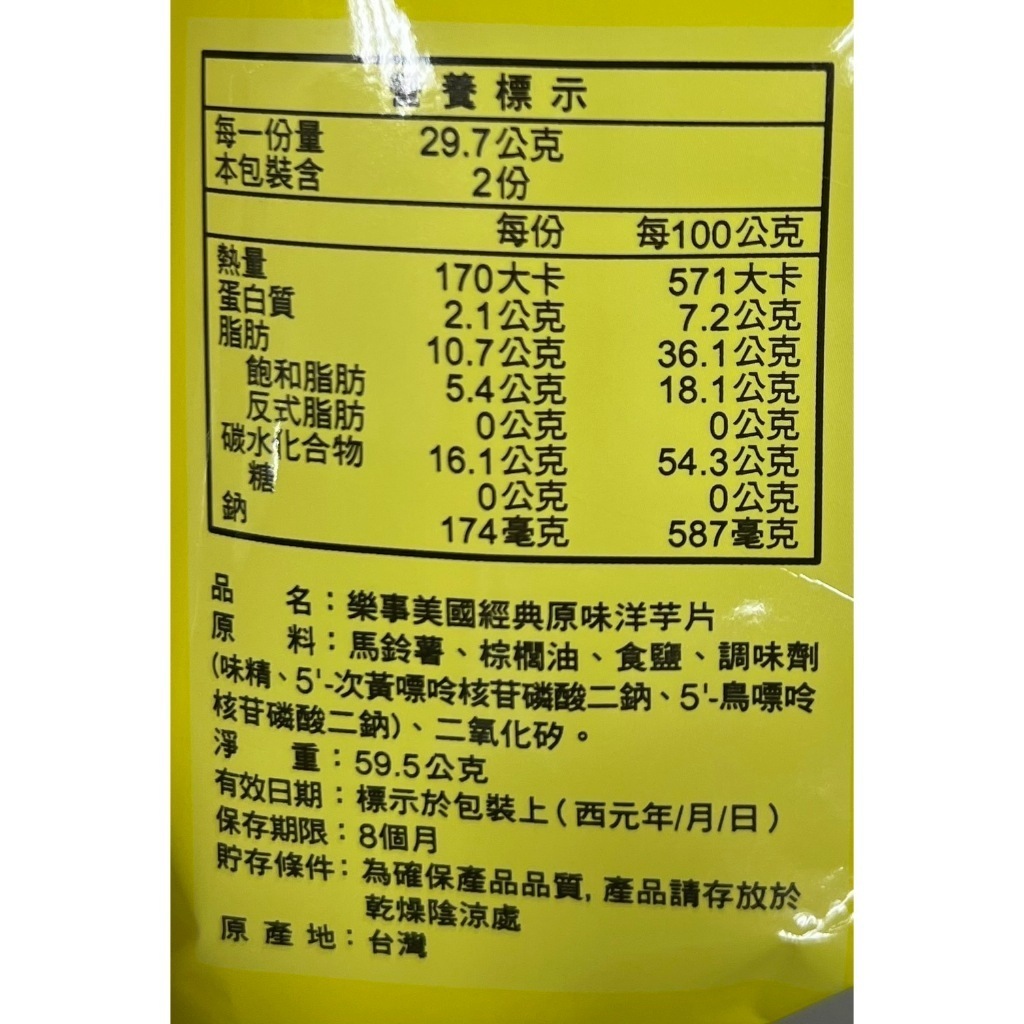 營養標示
每一份量 29.7公克
本包裝含 2份
每份 每100公克
熱量 170大卡 571大卡
蛋白質 2.1公克 7.2公克
脂肪 10.7公克 36.1公克
飽和脂肪 5.4公克 18.1公克
反式脂肪 0公克 0公克
碳水化合物 16.1公克 54.3公克
糖 0公克 0公克
鈉 174毫克 587毫克
品名：樂事美國經典原味洋芋片
原料：馬鈴薯、棕櫚油、食鹽、調味劑
(味精、5'-次黃嘌呤核苷磷酸二鈉、5'-鳥嘌呤
核苷磷酸二鈉)、二氧化矽。
淨重：59.5公克
有效日期：標示於包裝上(西元年/月/日)
保存期限：8個月
貯存條件：為確保產品品質, 產品請存放於
乾燥陰涼處
原產地：台灣